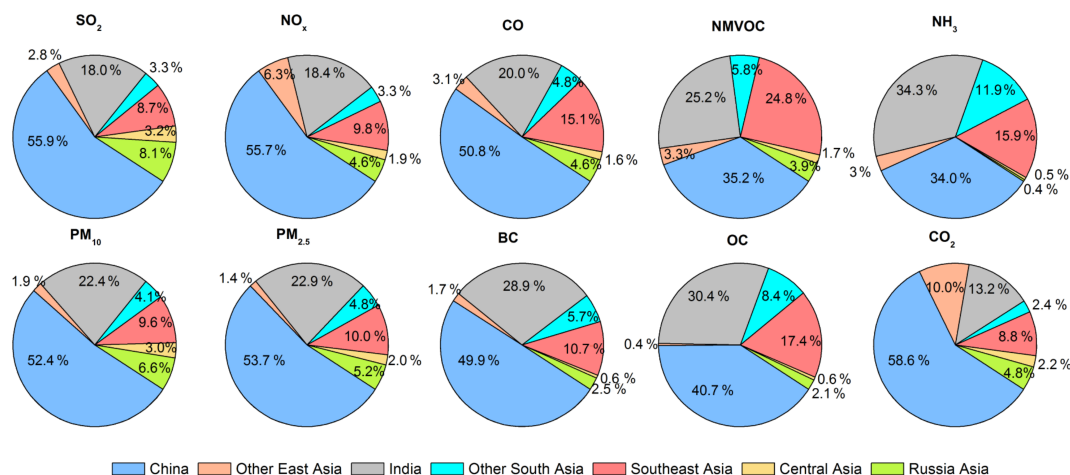 SO2 NOx CO NMVOC NH3
2.8 % 18.0 % 3.3 % 8.7 % 3.2% 8.1 % 55.9 %
6.3 % 18.4 % 3.3 % 9.8 % 1.9 % 4.6 % 55.7 %
3.1 % 20.0 % 4.8 % 15.1 % 1.6 % 4.6 % 50.8 %
25.2 % 5.8 % 24.8 % 1.7 % 3.9% 35.2 % 3.3 %
34.3 % 11.9 % 15.9 % 0.5 % 0.4 % 34.0 % 3 %
PM10 PM2.5 BC OC CO2
1.9 % 22.4 % 4.1% 9.6 % 3.0% 6.6 % 52.4 %
1.4 % 22.9 % 4.8% 10.0 % 2.0 % 5.2 % 53.7 %
1.7 % 28.9 % 5.7% 10.7 % 0.6 % 2.5 % 49.9 %
0.4 % 30.4 % 8.4 % 17.4 % 0.6 % 2.1 % 40.7 %
10.0% 13.2 % 2.4 % 8.8 % 2.2 % 4.8% 58.6 %
China Other East Asia India Other South Asia Southeast Asia Central Asia Russia Asia